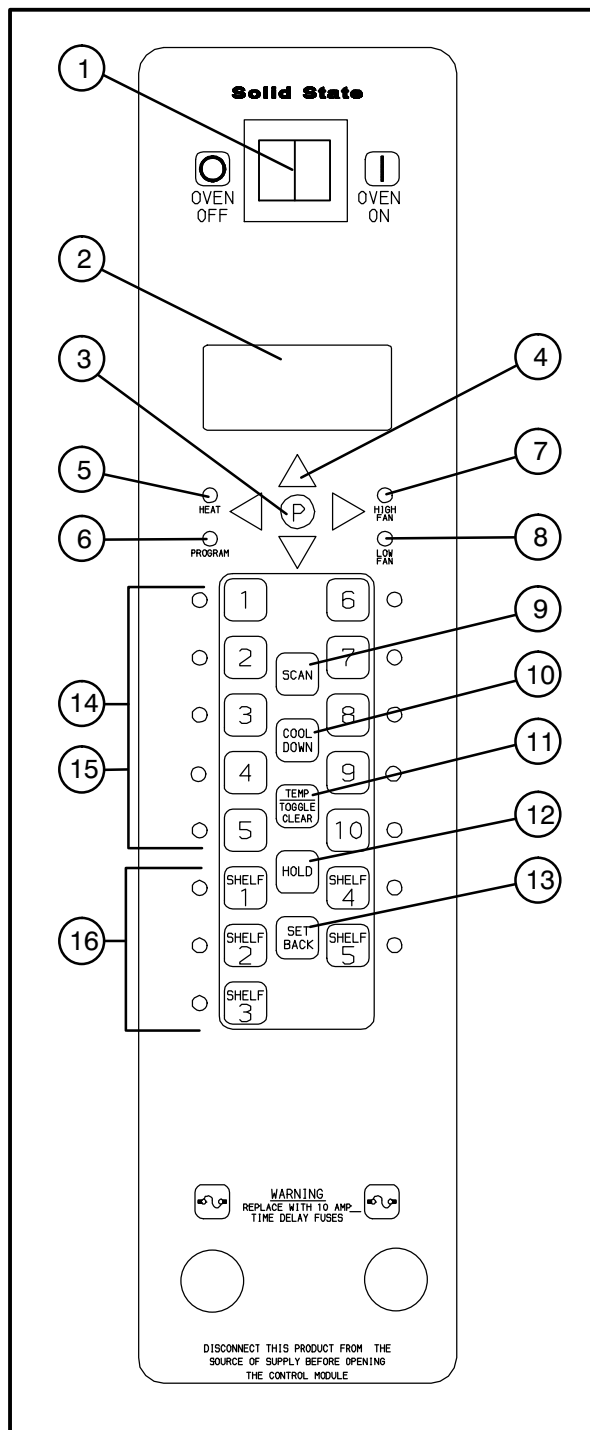 1
Solid State
OVEN
OFF
OVEN
ON
2
3
4
5
HEAT
P
HIGH
FAN
7
6
PROGRAM
LOW
FAN
8
1
6
9
2
SCAN
7
10
14
3
COOL
DOWN
8
11
15
4
TEMP
TOGGLE
CLEAR
9
12
5
HOLD
10
13
16
SHELF
1
SHELF
4
SHELF
2
SET
BACK
SHELF
5
SHELF
3
WARNING
REPLACE WITH 10 AMP
TIME DELAY FUSES
DISCONNECT THIS PRODUCT FROM THE
SOURCE OF SUPPLY BEFORE OPENING
THE CONTROL MODULE